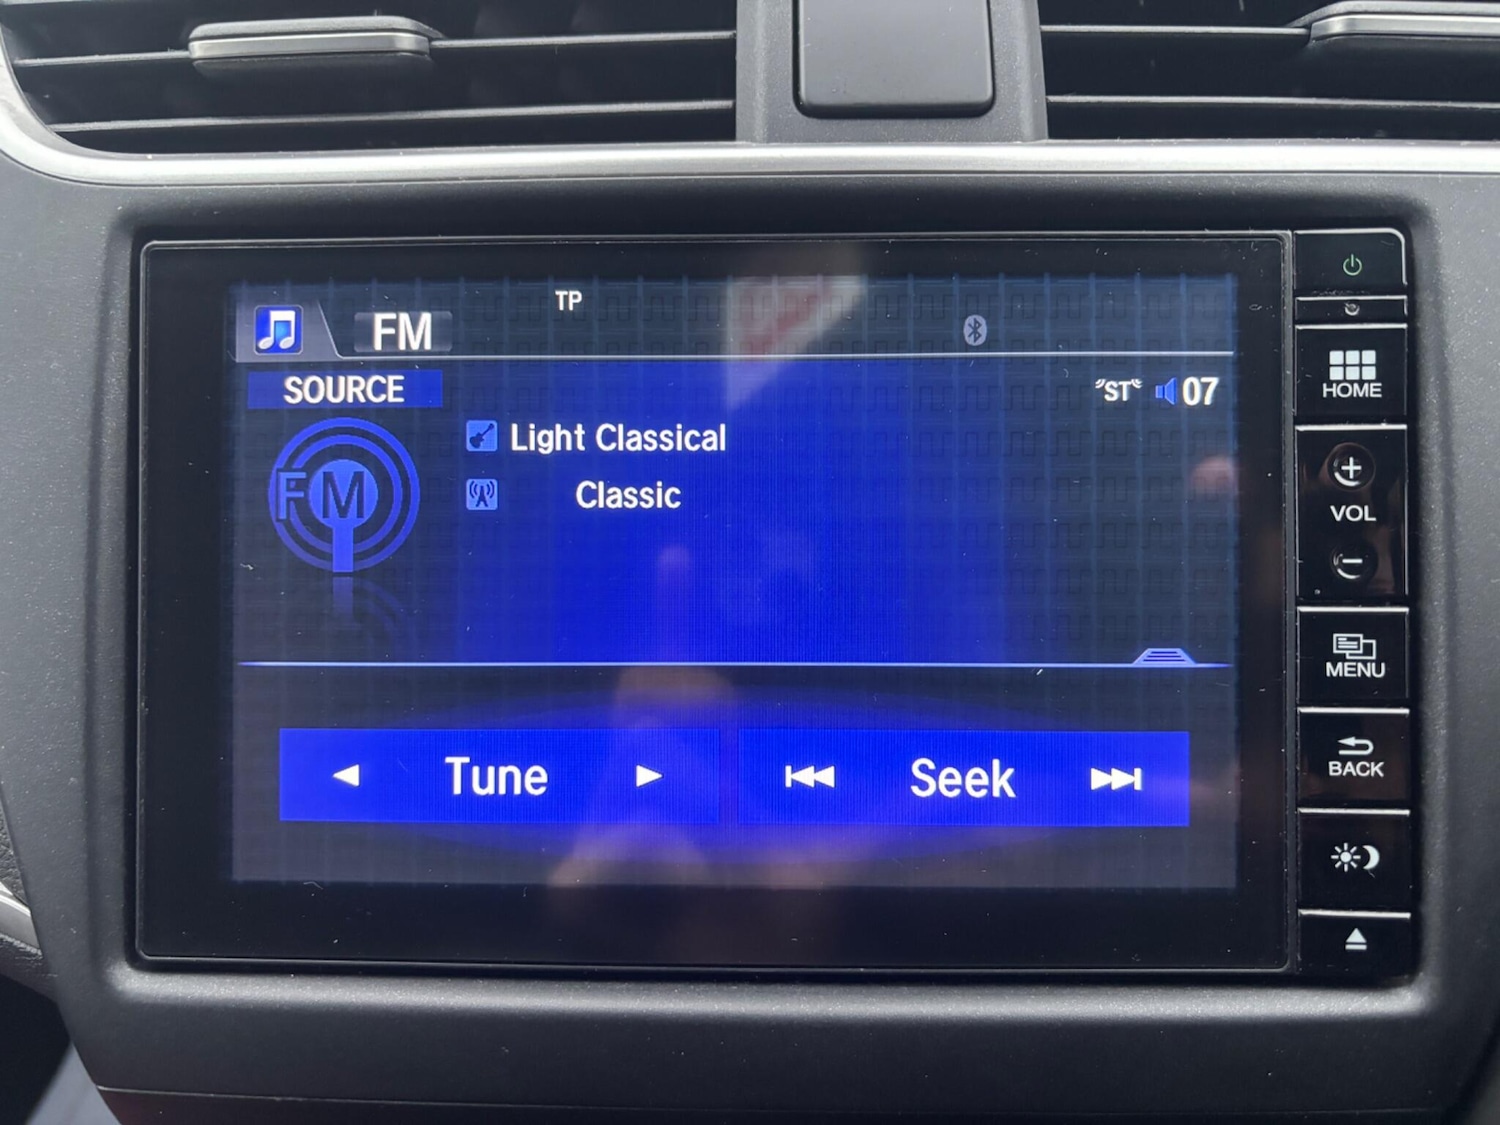 TP
FM
SOURCE
ST 07
Light Classical
FM
Classic
Tune
Seek
HOME
VOL
MENU
BACK